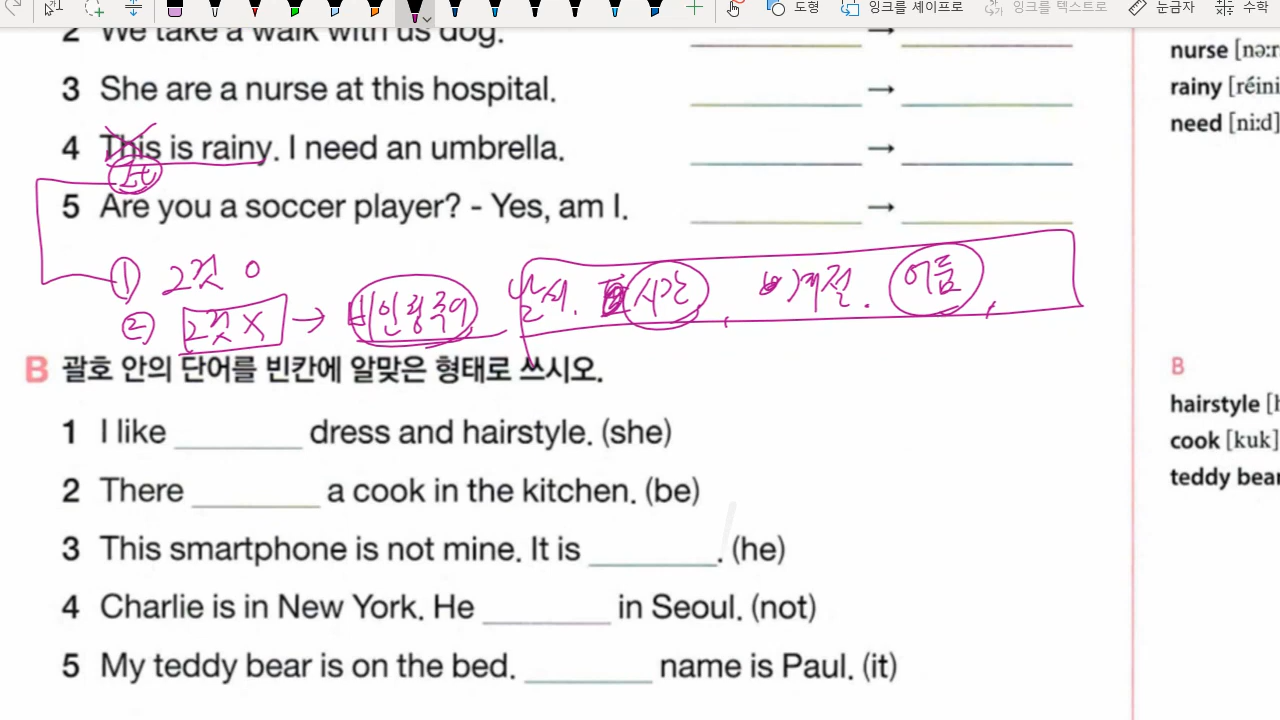 도형 잉크를 셰이프로 잉크를 텍스트로 눈금자 수학
2 We take a walk with us dog. →
3 She are a nurse at this hospital. →
4 This is rainy. I need an umbrella. →
It
5 Are you a soccer player? - Yes, am I. →
① 그것 O
② 그것 X → 비인칭주어 날씨. 시간, 계절. 어둠,
B 괄호 안의 단어를 빈칸에 알맞은 형태로 쓰시오.
1 I like ________ dress and hairstyle. (she)
2 There ________ a cook in the kitchen. (be)
3 This smartphone is not mine. It is ________. (he)
4 Charlie is in New York. He ________ in Seoul. (not)
5 My teddy bear is on the bed. ________ name is Paul. (it)
nurse [nəːr
rainy [réini
need [niːd]
B
hairstyle [h
cook [kuk]
teddy bear